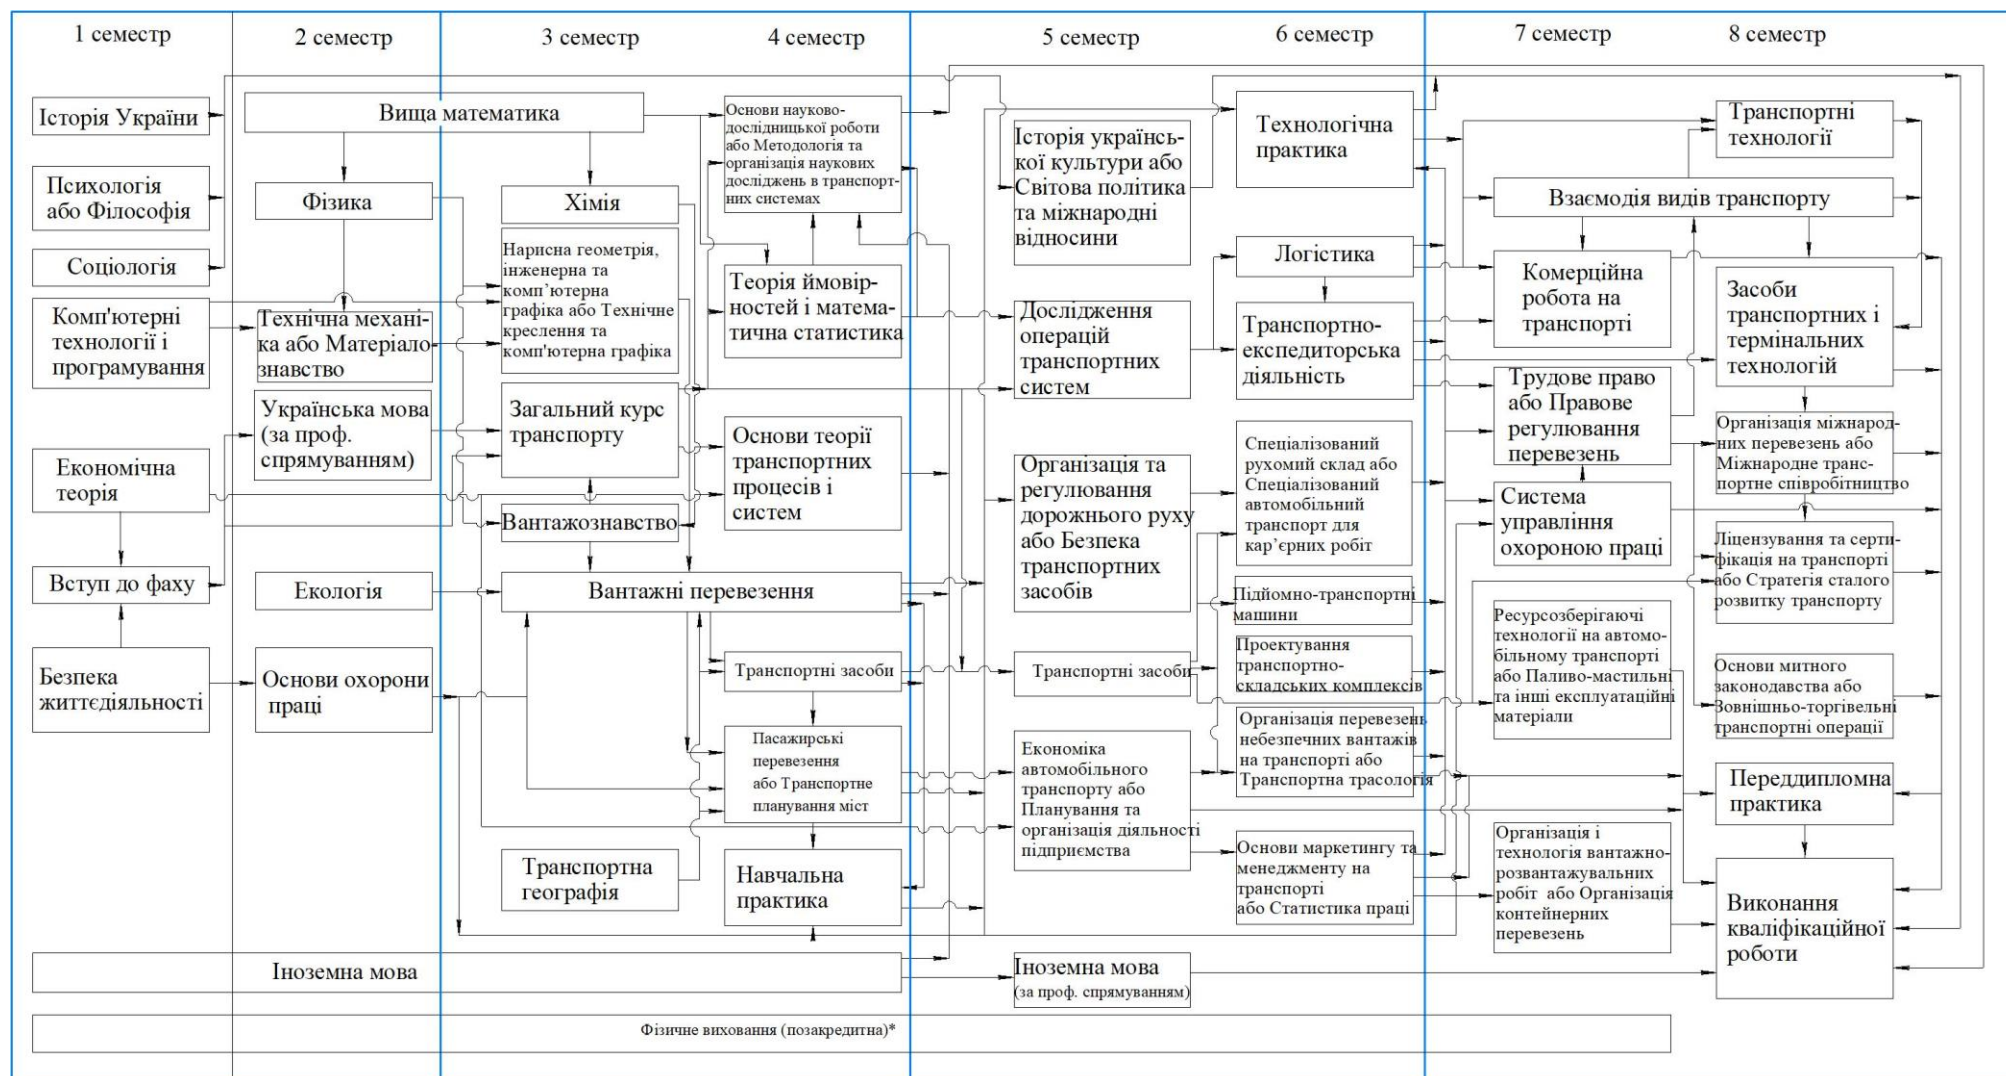 1 семестр
2 семестр
3 семестр
4 семестр
5 семестр
6 семестр
7 семестр
8 семестр
Історія України
Психологія
або Філософія
Соціологія
Комп'ютерні
технології і
програмування
Економічна
теорія
Вступ до фаху
Безпека
життєдіяльності
Вища математика
Фізика
Технічна механі-
ка або Матеріало-
знавство
Українська мова
(за проф.
спрямуванням)
Екологія
Основи охорони
праці
Хімія
Нарисна геометрія,
інженерна та
комп’ютерна
графіка або Технічне
креслення та
комп'ютерна графіка
Загальний курс
транспорту
Вантажознавство
Вантажні перевезення
Транспортна
географія
Основи науково-
дослідницької роботи
або Методологія та
організація наукових
досліджень в транспорт-
них системах
Теорія ймовір-
ностей і матема-
тична статистика
Основи теорії
транспортних
процесів і
систем
Транспортні засоби
Пасажирські
перевезення
або Транспортне
планування міст
Навчальна
практика
Іноземна мова
Історія українсь-
кої культури або
Світова політика
та міжнародні
відносини
Дослідження
операцій
транспортних
систем
Організація та
регулювання
дорожнього руху
або Безпека
транспортних
засобів
Транспортні засоби
Економіка
автомобільного
транспорту або
Планування та
організація діяльності
підприємства
Іноземна мова
(за проф. спрямуванням)
Технологічна
практика
Логістика
Транспортно-
експедиторська
діяльність
Спеціалізований
рухомий склад або
Спеціалізований
автомобільний
транспорт для
кар’єрних робіт
Підйомно-транспортні
машини
Проектування
транспортно-
складських комплексів
Організація перевезень
небезпечних вантажів
на транспорті або
Транспортна трасологія
Основи маркетингу та
менеджменту на
транспорті
або Статистика праці
Взаємодія видів транспорту
Комерційна
робота на
транспорті
Трудове право
або Правове
регулювання
перевезень
Система
управління
охороною праці
Ресурсозберігаючі
технології на автомо-
більному транспорті
або Паливо-мастильні
та інші експлуатаційні
матеріали
Організація і
технологія вантажно-
розвантажувальних
робіт або Організація
контейнерних
перевезень
Транспортні
технології
Засоби
транспортних і
термінальних
технологій
Організація міжнарод-
них перевезень або
Міжнародне транс-
портне співробітництво
Ліцензування та серти-
фікація на транспорті
або Стратегія сталого
розвитку транспорту
Основи митного
законодавства або
Зовнішньо-торгівельні
транспортні операції
Переддипломна
практика
Виконання
кваліфікаційної
роботи
Фізичне виховання (позакредитна)*